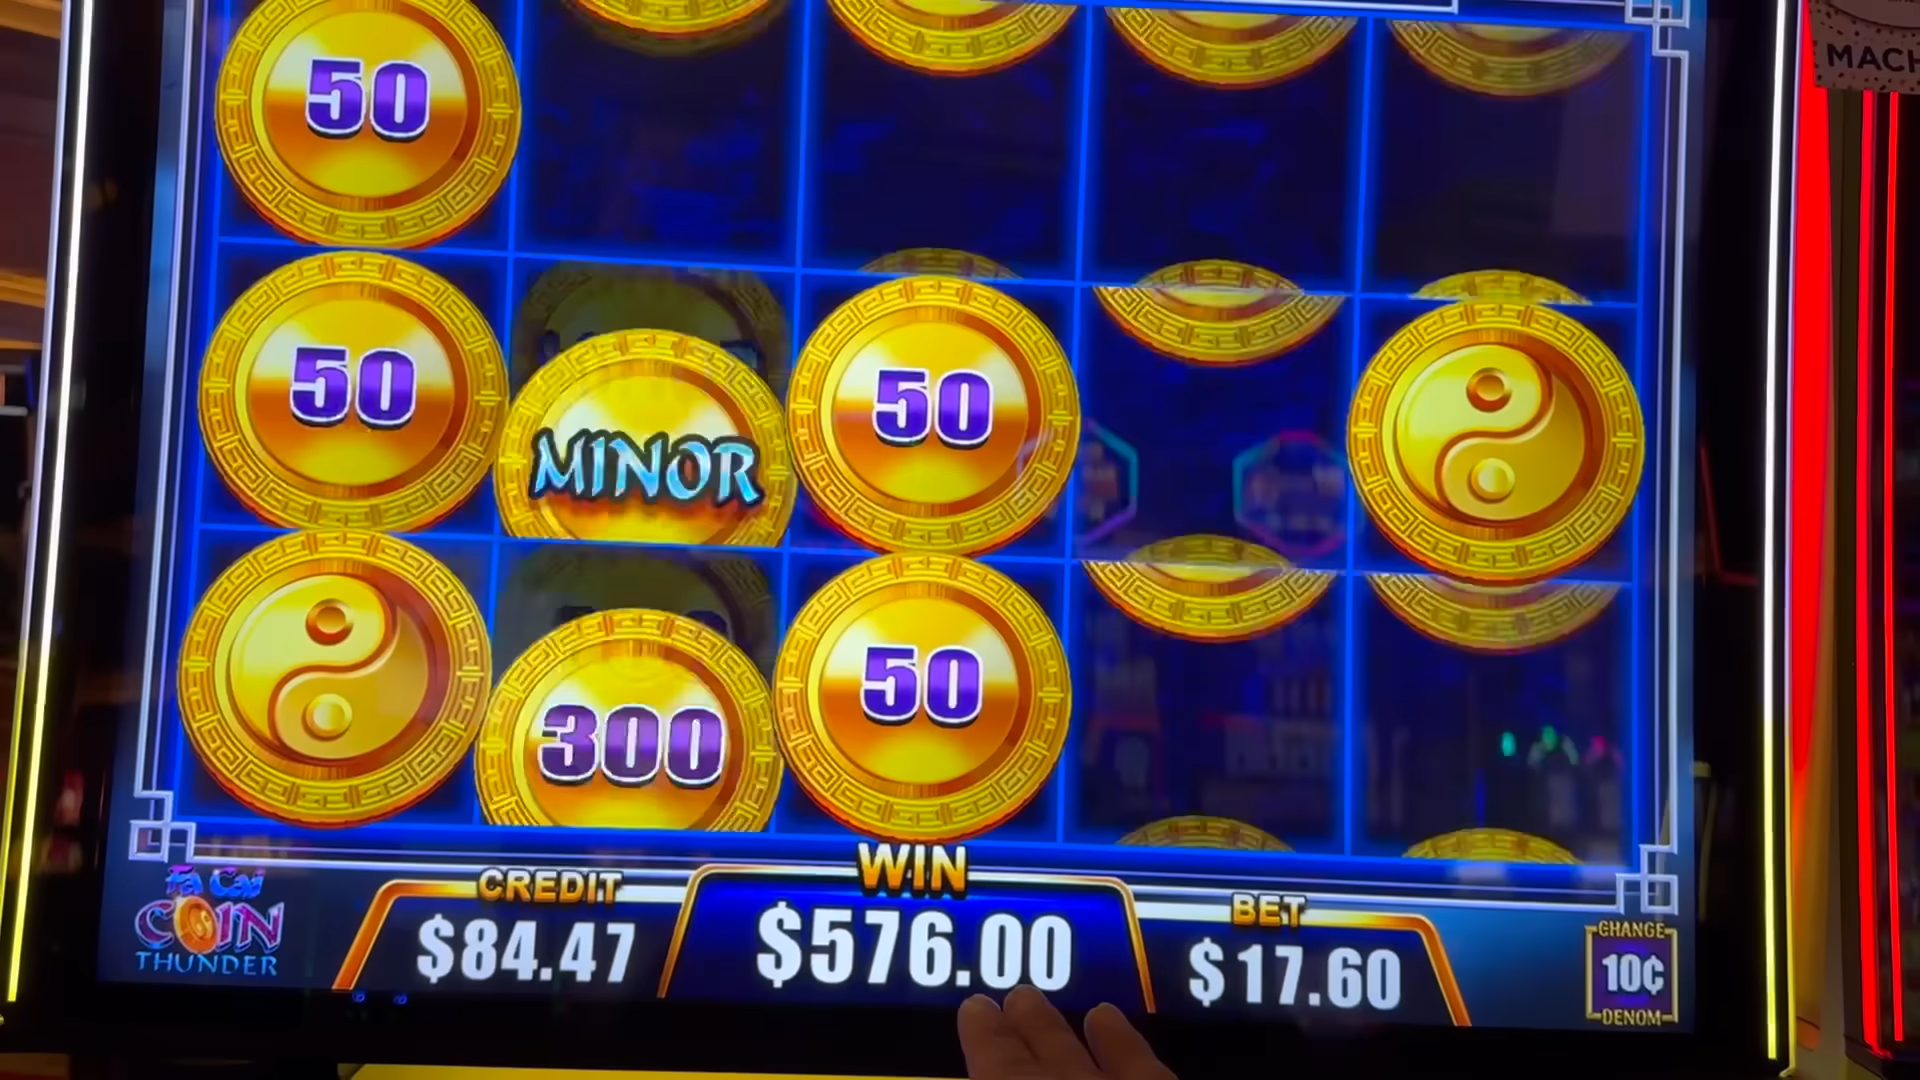 MACH
50
50
MINOR
50
300
50
Fa Cai
COIN
THUNDER
CREDIT
$84.47
WIN
$576.00
BET
$17.60
CHANGE
10¢
DENOM